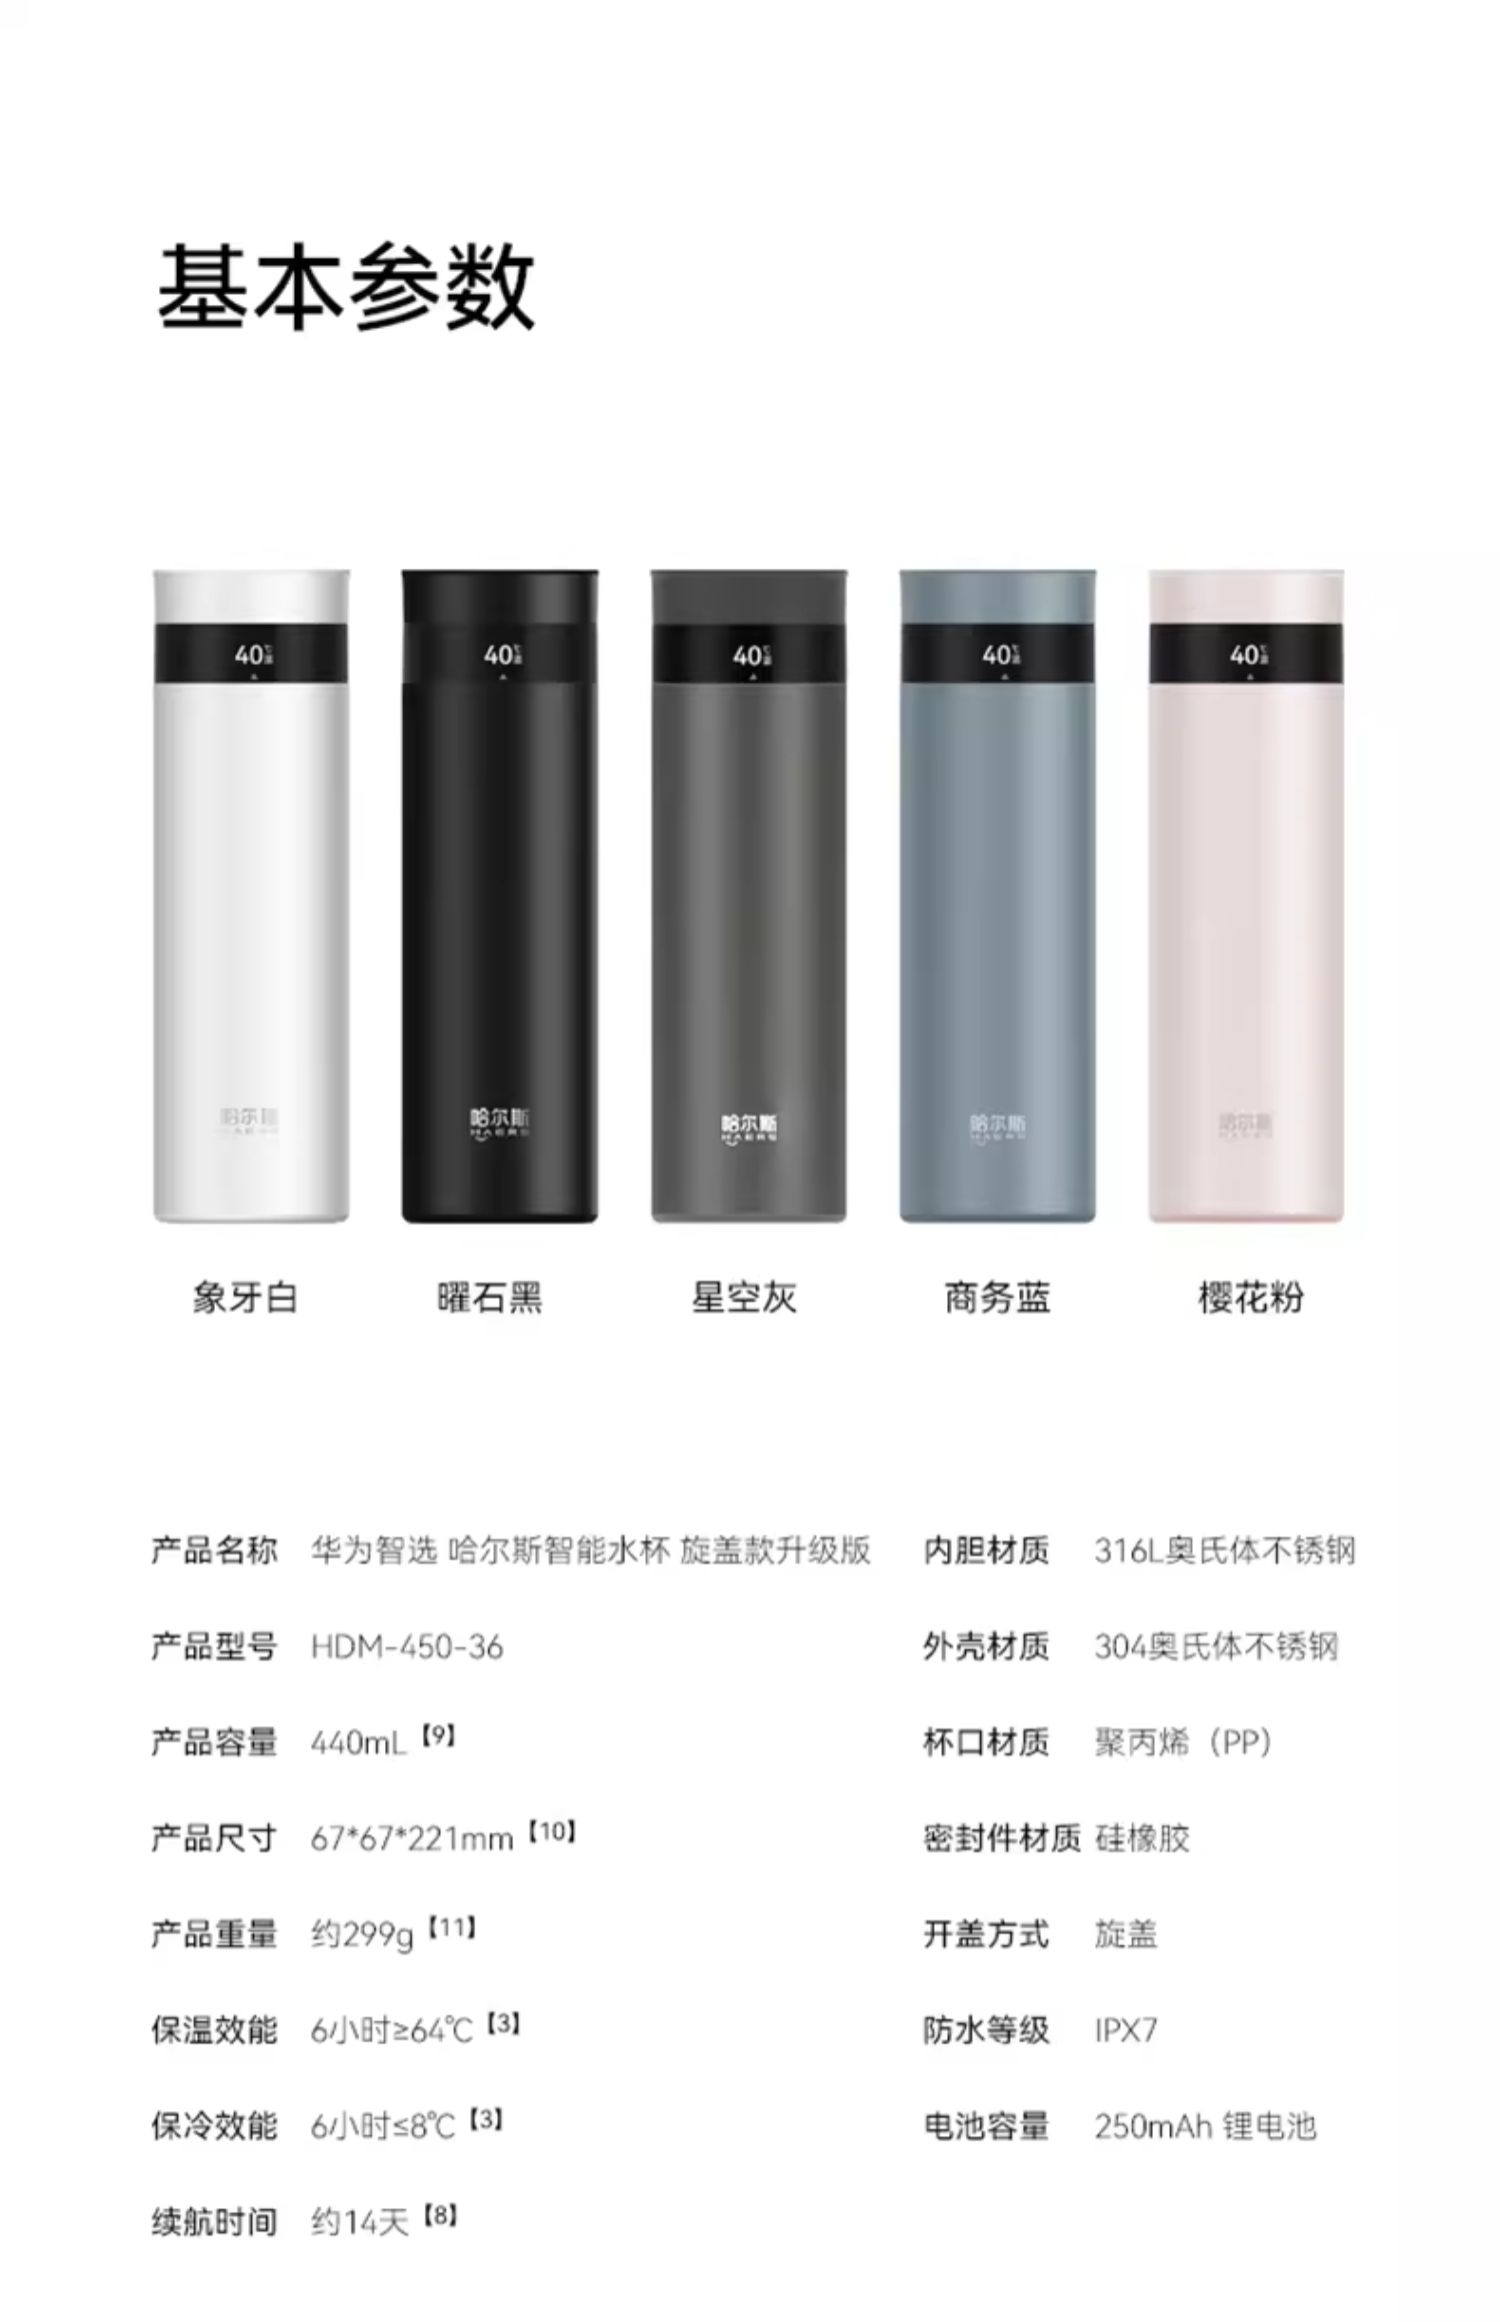 基本参数
40℃
40℃
40℃
40℃
40℃
哈尔斯
哈尔斯
哈尔斯
哈尔斯
哈尔斯
HAERS
HAERS
HAERS
象牙白 曜石黑 星空灰 商务蓝 樱花粉
产品名称 华为智选 哈尔斯智能水杯 旋盖款升级版 内胆材质 316L奥氏体不锈钢
产品型号 HDM-450-36 外壳材质 304奥氏体不锈钢
产品容量 440mL【9】 杯口材质 聚丙烯（PP）
产品尺寸 67*67*221mm【10】 密封件材质 硅橡胶
产品重量 约299g【11】 开盖方式 旋盖
保温效能 6小时≥64℃【3】 防水等级 IPX7
保冷效能 6小时≤8℃【3】 电池容量 250mAh 锂电池
续航时间 约14天【8】